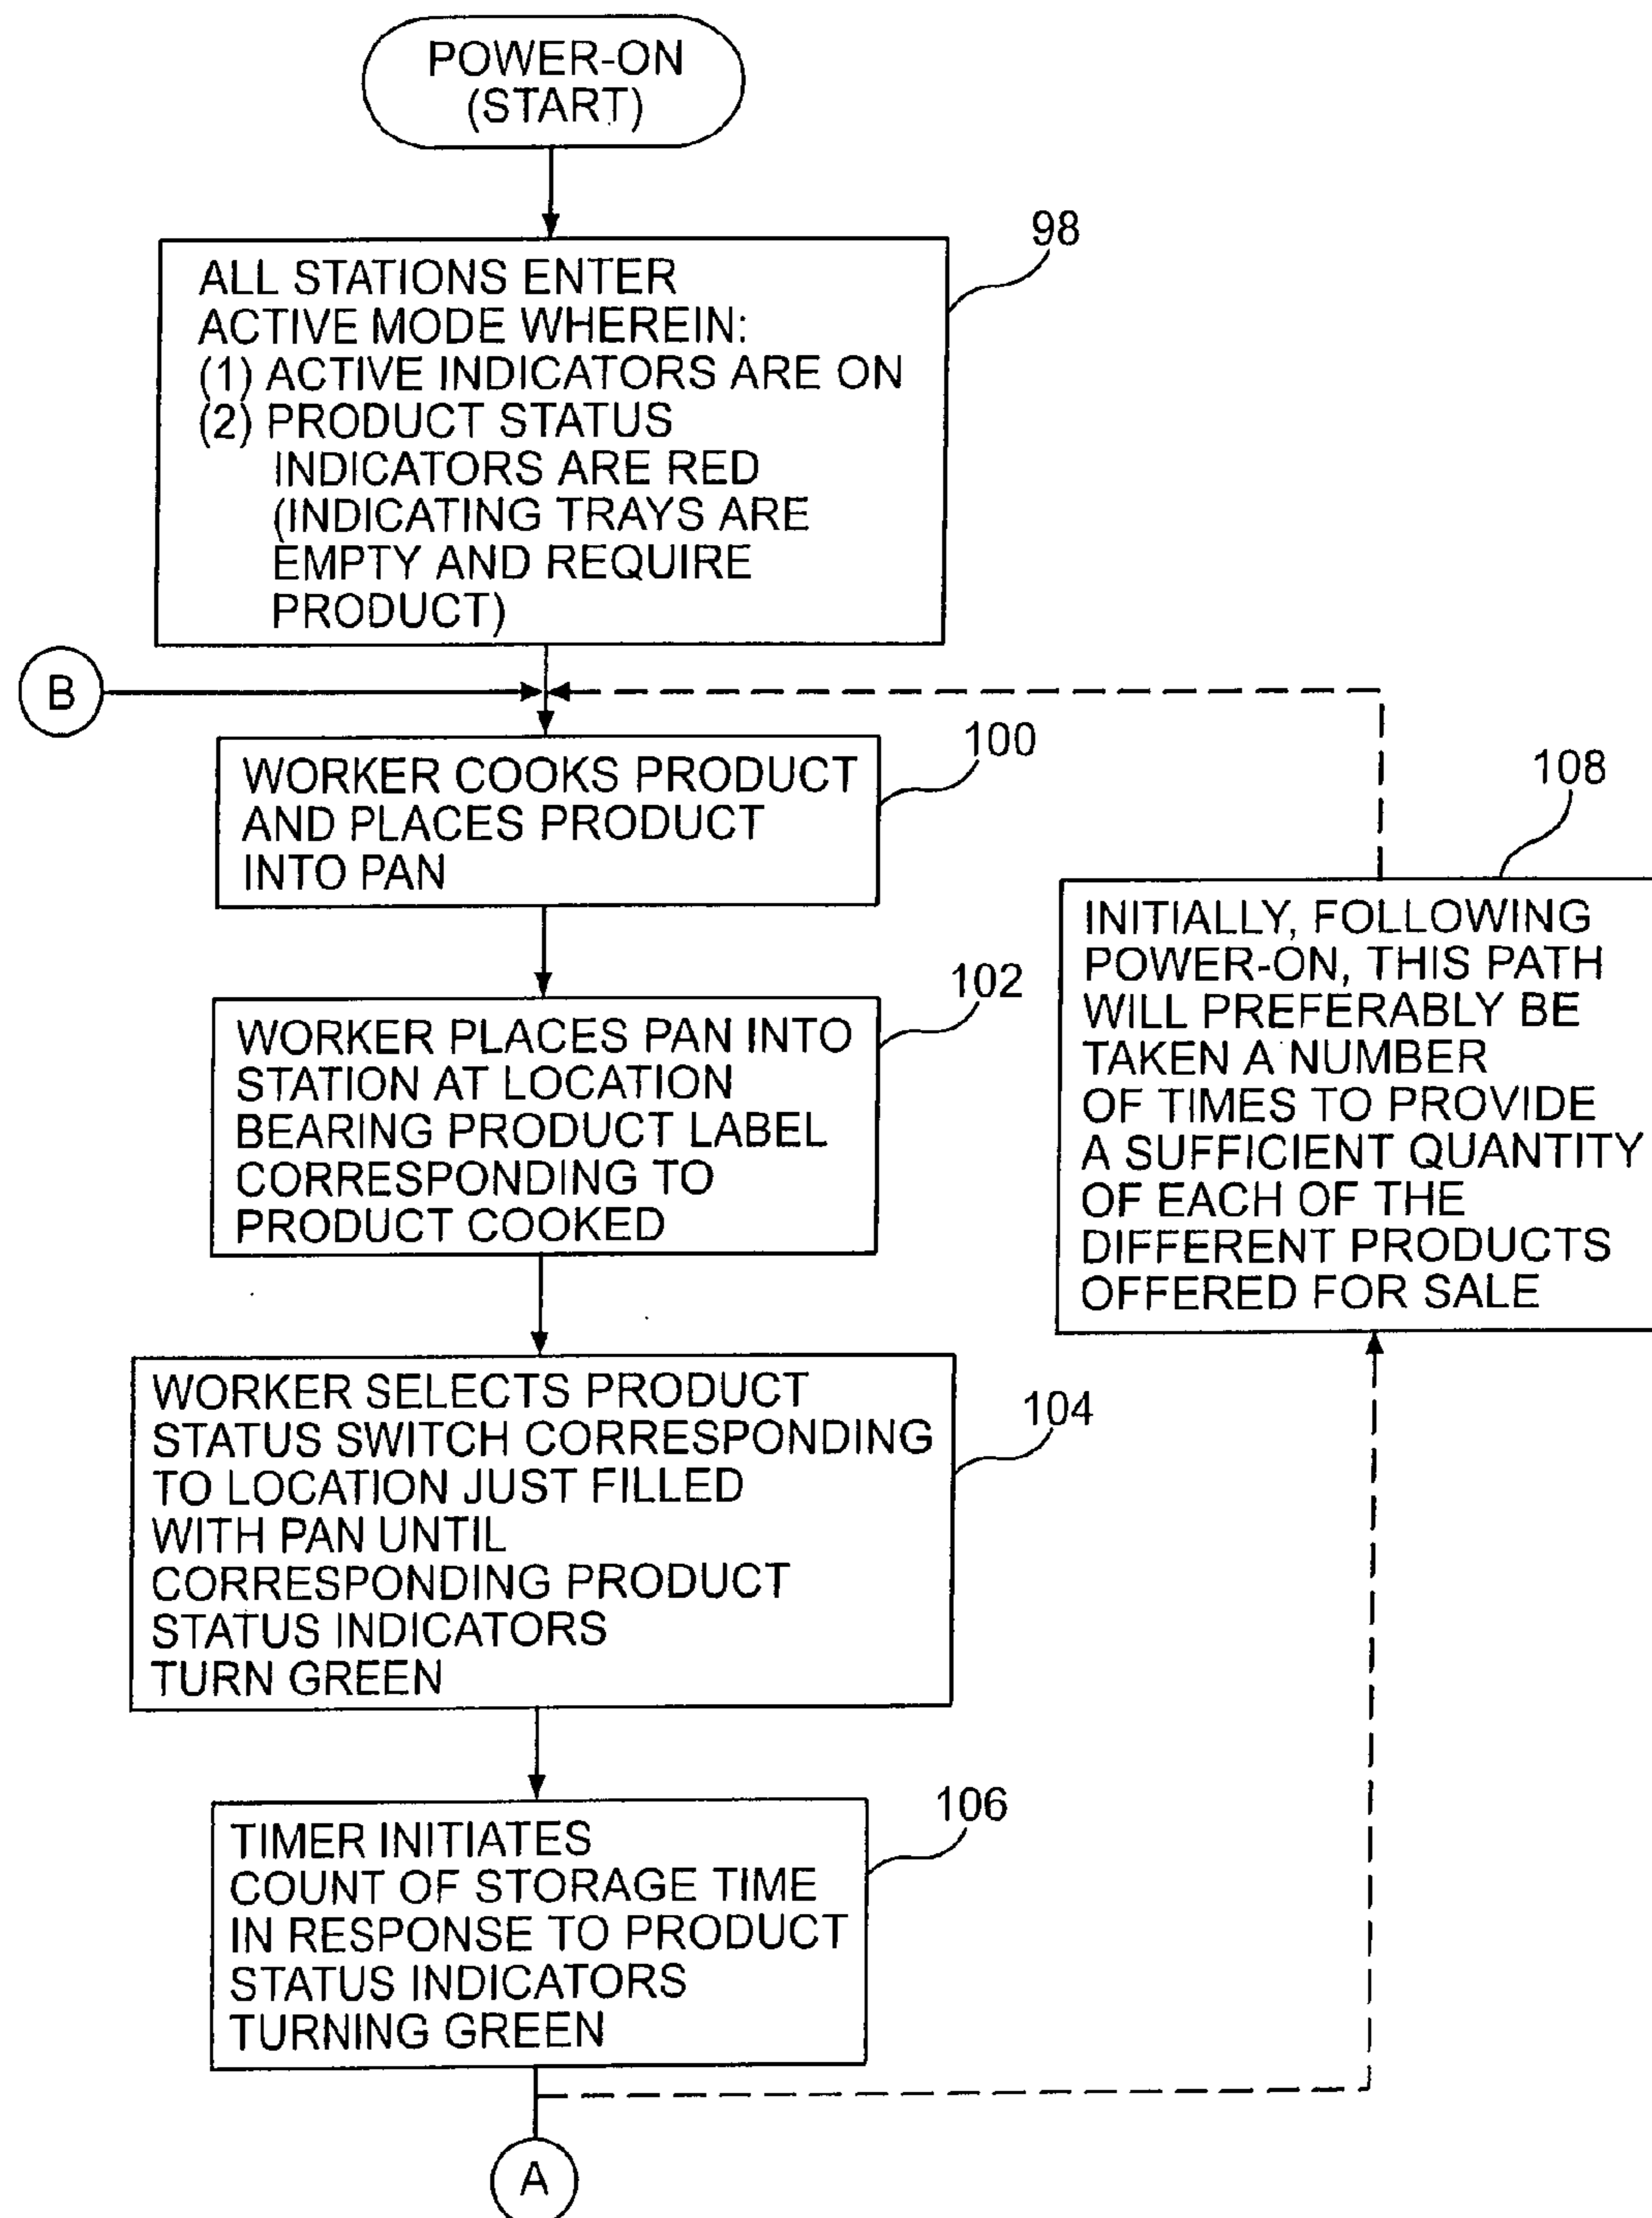 POWER-ON
(START)
98
ALL STATIONS ENTER
ACTIVE MODE WHEREIN:
(1) ACTIVE INDICATORS ARE ON
(2) PRODUCT STATUS
INDICATORS ARE RED
(INDICATING TRAYS ARE
EMPTY AND REQUIRE
PRODUCT)
B
100
WORKER COOKS PRODUCT
AND PLACES PRODUCT
INTO PAN
102
WORKER PLACES PAN INTO
STATION AT LOCATION
BEARING PRODUCT LABEL
CORRESPONDING TO
PRODUCT COOKED
104
WORKER SELECTS PRODUCT
STATUS SWITCH CORRESPONDING
TO LOCATION JUST FILLED
WITH PAN UNTIL
CORRESPONDING PRODUCT
STATUS INDICATORS
TURN GREEN
106
TIMER INITIATES
COUNT OF STORAGE TIME
IN RESPONSE TO PRODUCT
STATUS INDICATORS
TURNING GREEN
A
108
INITIALLY, FOLLOWING
POWER-ON, THIS PATH
WILL PREFERABLY BE
TAKEN A NUMBER
OF TIMES TO PROVIDE
A SUFFICIENT QUANTITY
OF EACH OF THE
DIFFERENT PRODUCTS
OFFERED FOR SALE